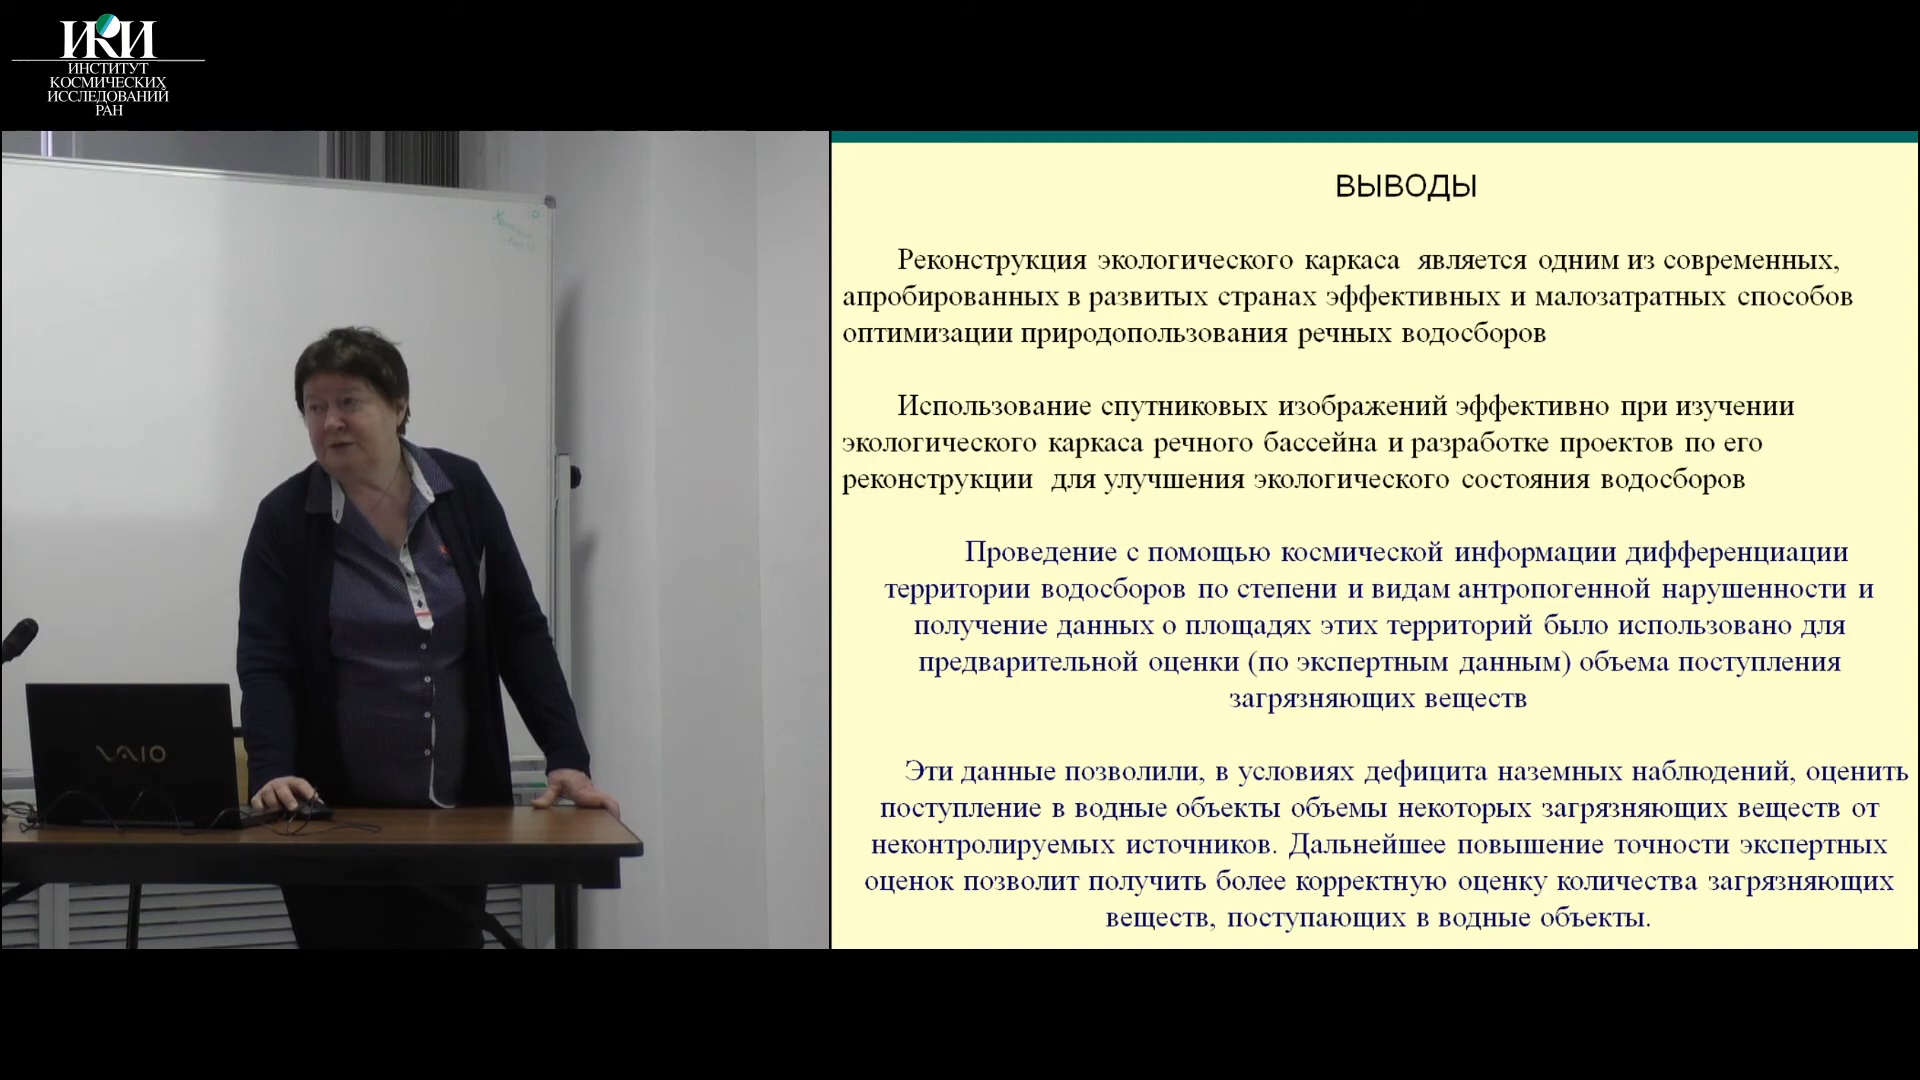 ИКИ
ИНСТИТУТ
КОСМИЧЕСКИХ
ИССЛЕДОВАНИЙ
РАН
VAIO
ВЫВОДЫ
Реконструкция экологического каркаса является одним из современных,
апробированных в развитых странах эффективных и малозатратных способов
оптимизации природопользования речных водосборов
Использование спутниковых изображений эффективно при изучении
экологического каркаса речного бассейна и разработке проектов по его
реконструкции для улучшения экологического состояния водосборов
Проведение с помощью космической информации дифференциации
территории водосборов по степени и видам антропогенной нарушенности и
получение данных о площадях этих территорий было использовано для
предварительной оценки (по экспертным данным) объема поступления
загрязняющих веществ
Эти данные позволили, в условиях дефицита наземных наблюдений, оценить
поступление в водные объекты объемы некоторых загрязняющих веществ от
неконтролируемых источников. Дальнейшее повышение точности экспертных
оценок позволит получить более корректную оценку количества загрязняющих
веществ, поступающих в водные объекты.